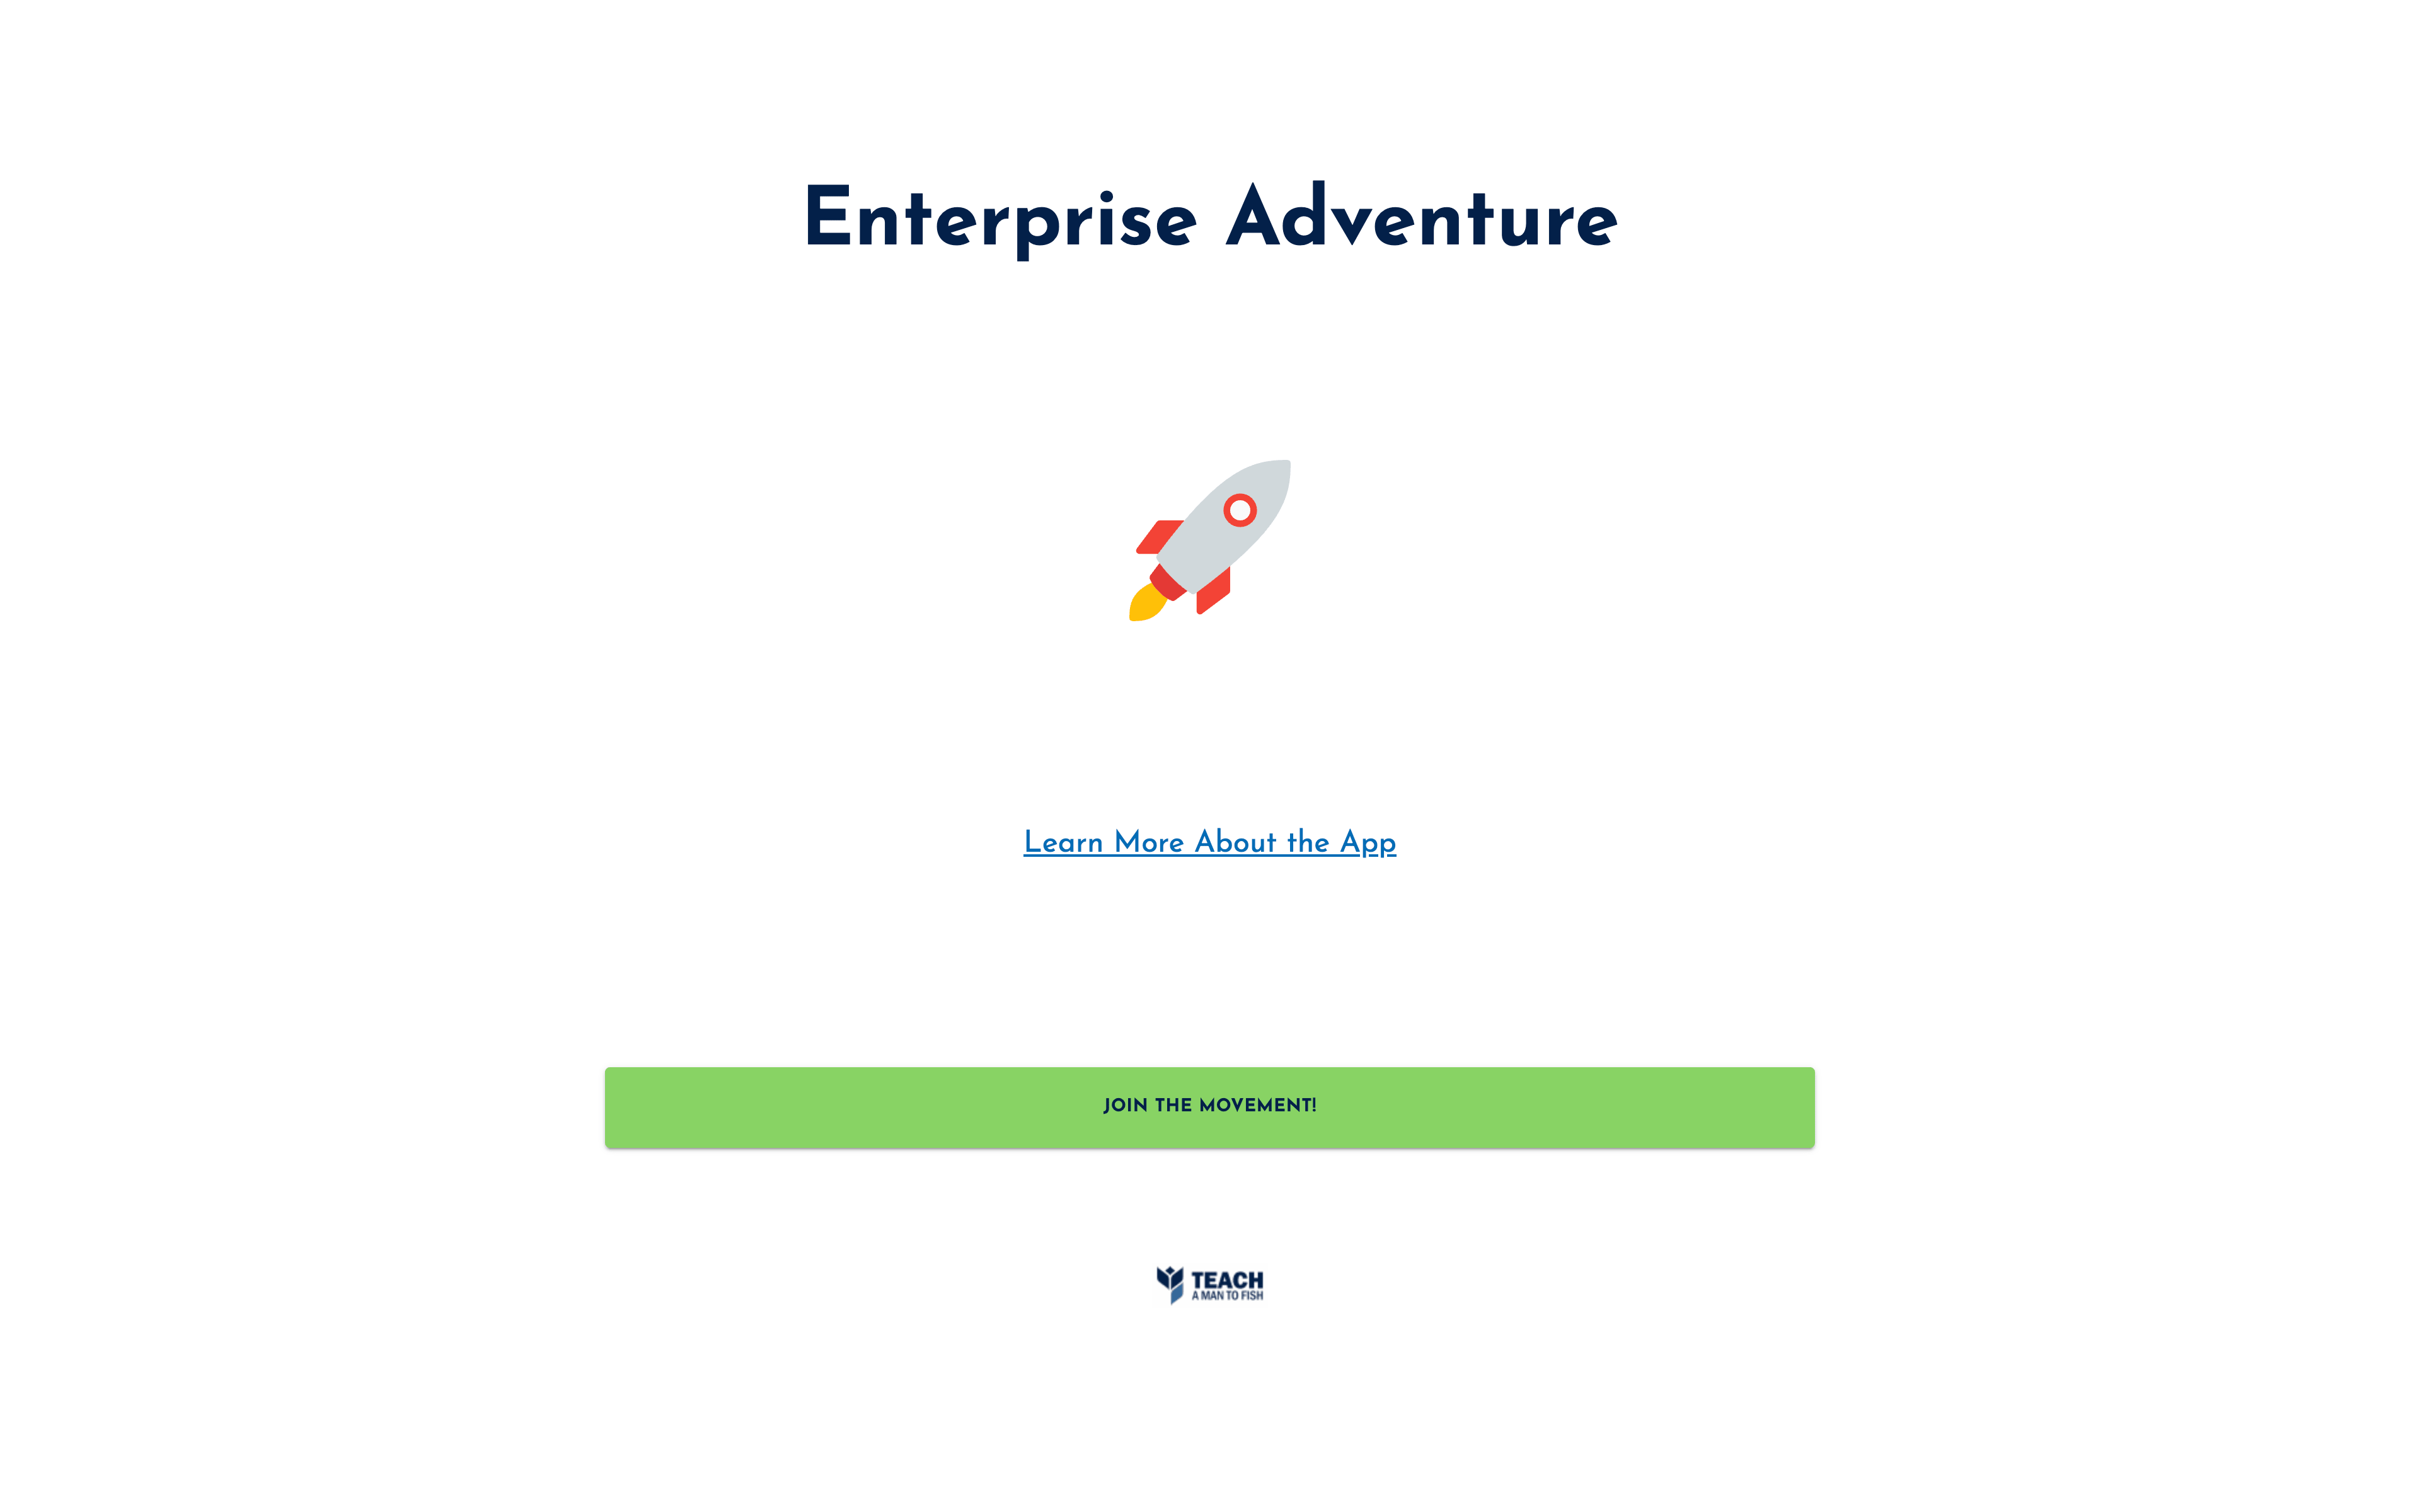 Enterprise Adventure
Learn More About the App
JOIN THE MOVEMENT!
TEACH
A MAN TO FISH